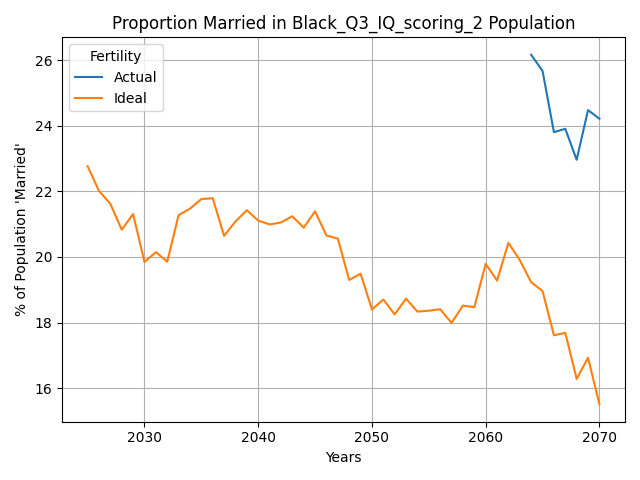 Proportion Married in Black_Q3_IQ_scoring_2 Population
Fertility
Actual
Ideal
% of Population 'Married'
26
24
22
20
18
16
2030 2040 2050 2060 2070
Years